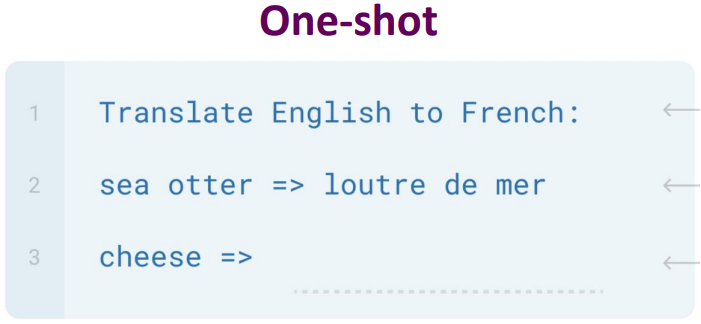 One-shot
1 Translate English to French:
2 sea otter => loutre de mer
3 cheese =>